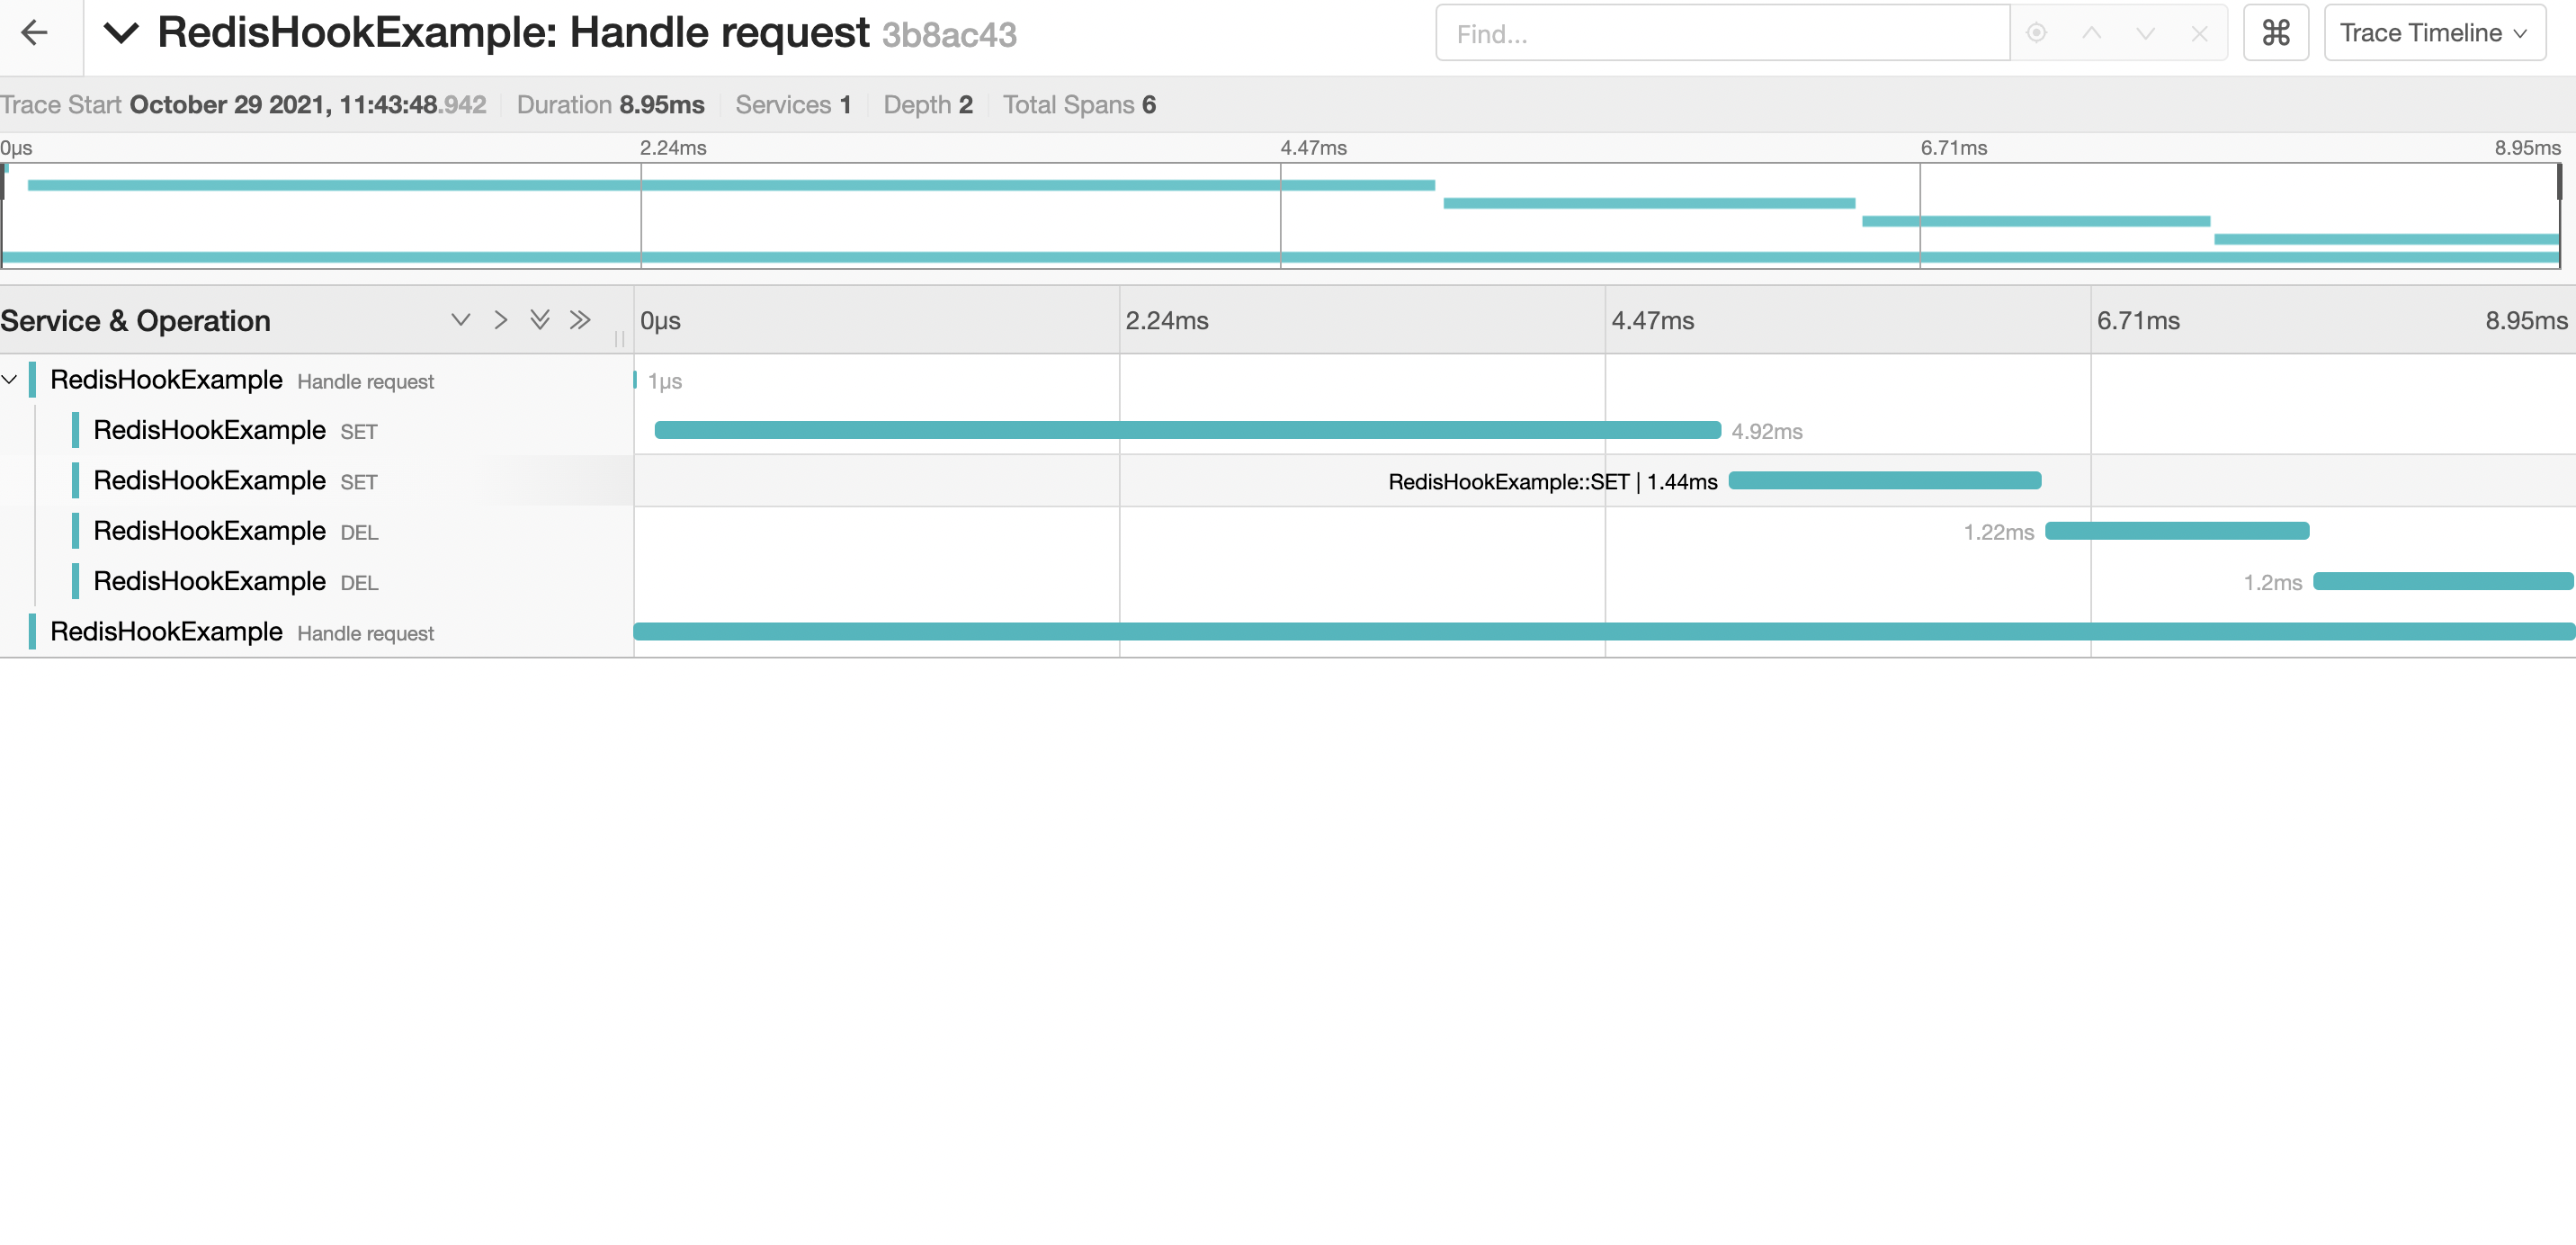 RedisHookExample: Handle request 3b8ac43
Find...
⌘
Trace Timeline
Trace Start October 29 2021, 11:43:48.942 Duration 8.95ms Services 1 Depth 2 Total Spans 6
0μs 2.24ms 4.47ms 6.71ms 8.95ms
Service & Operation 0μs 2.24ms 4.47ms 6.71ms 8.95ms
RedisHookExample Handle request 1μs
RedisHookExample SET 4.92ms
RedisHookExample SET RedisHookExample::SET | 1.44ms
RedisHookExample DEL 1.22ms
RedisHookExample DEL 1.2ms
RedisHookExample Handle request